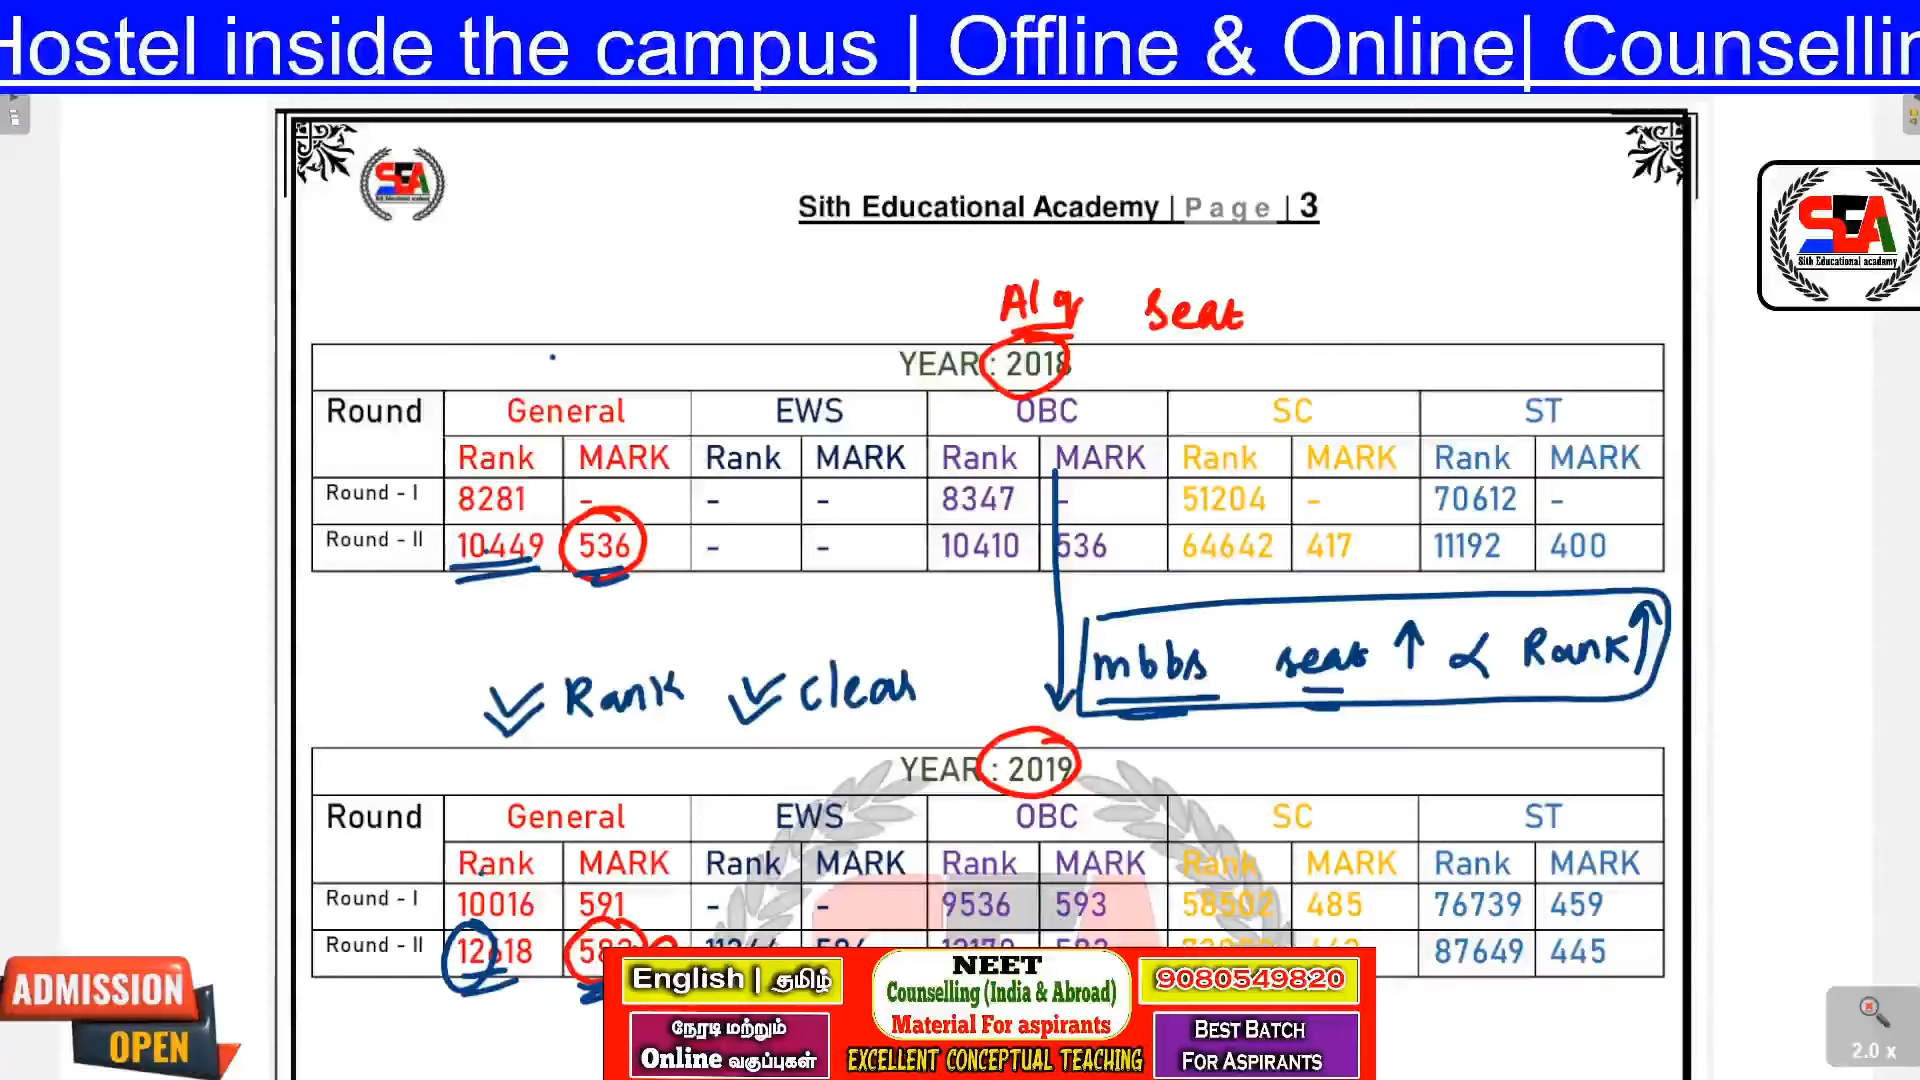 Hostel inside the campus | Offline & Online| Counsellin
SEA
Sith Educational Academy | Page | 3
SEA
Sith Educational academy
AIq seat
YEAR : 2018
Round General EWS OBC SC ST
Rank MARK Rank MARK Rank MARK Rank MARK Rank MARK
Round - I 8281 - - - 8347 - 51204 - 70612 -
Round - II 10449 536 - - 10410 536 64642 417 11192 400
mbbs seat ↑ ∝ Rank ↑
Rank clear
YEAR : 2019
Round General EWS OBC SC ST
Rank MARK Rank MARK Rank MARK Rank MARK Rank MARK
Round - I 10016 591 - - 9536 593 58502 485 76739 459
Round - II 12618 87649 445
ADMISSION
OPEN
English | தமிழ்
NEET
Counselling (India & Abroad)
Material For aspirants
9080549820
நேரடி மற்றும்
Online வகுப்புகள்
EXCELLENT CONCEPTUAL TEACHING
BEST BATCH
FOR ASPIRANTS
2.0 x